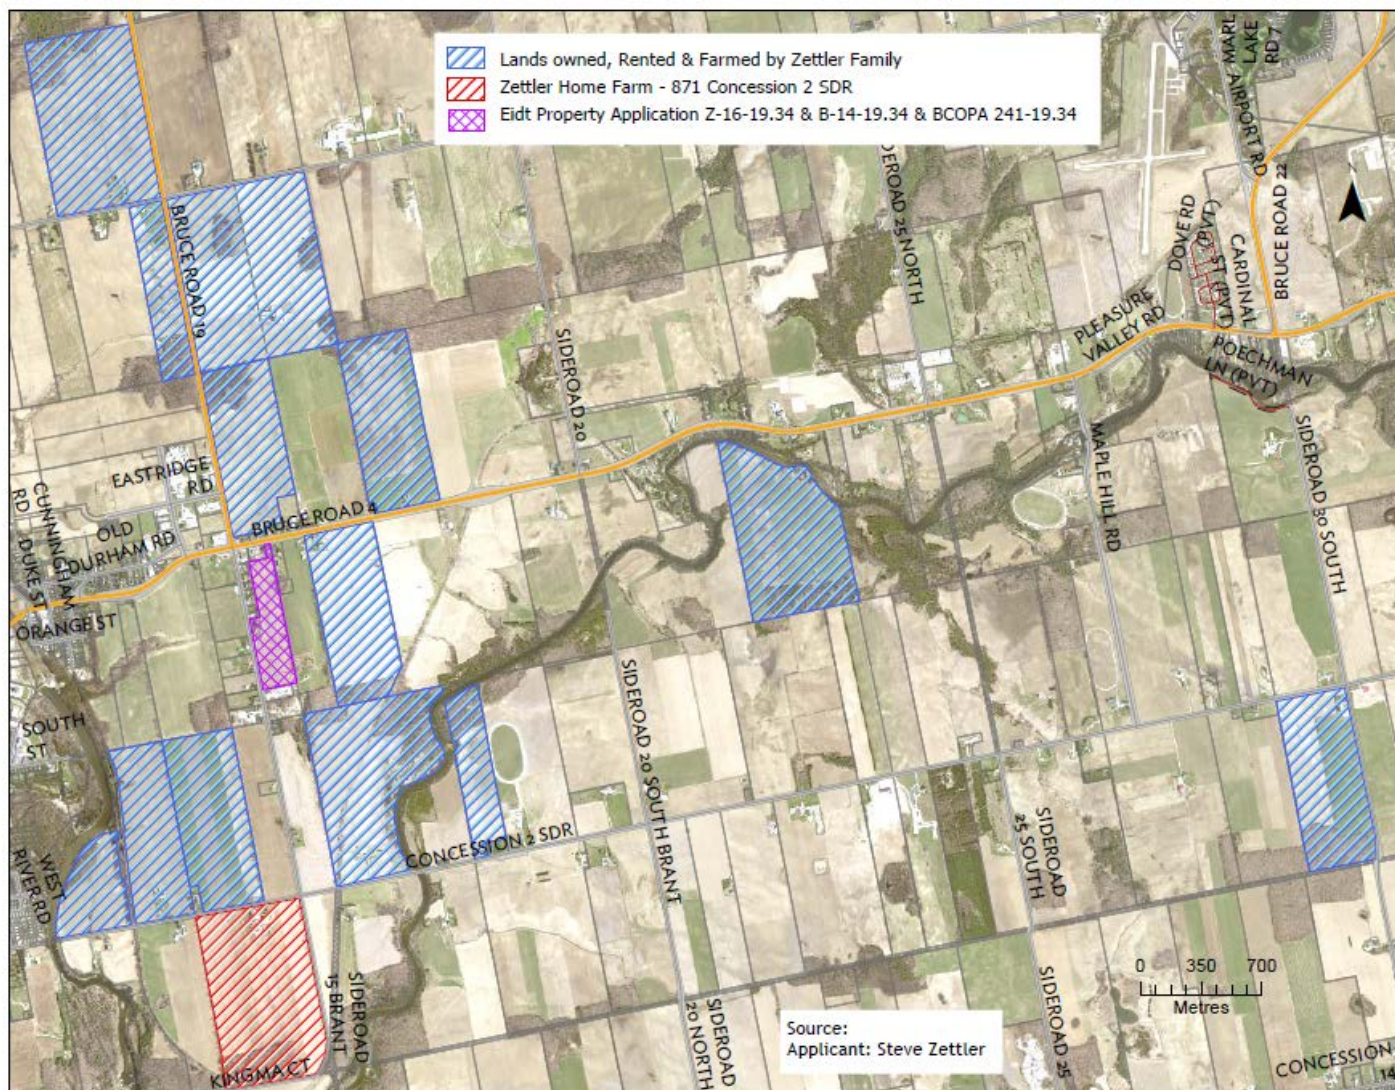 Lands owned, Rented & Farmed by Zettler Family
Zettler Home Farm - 871 Concession 2 SDR
Eidt Property Application Z-16-19.34 & B-14-19.34 & BCOPA 241-19.34
MARL
LAKE
RD 7
AIRPORT RD
BRUCE ROAD 22
SIDEROAD 25 NORTH
DOVE RD
(PVT)
CARDINAL
ST (PVT)
BRUCE ROAD 19
PLEASURE
VALLEY RD
POECHMAN
LN (PVT)
SIDEROAD 20
MAPLE HILL RD
SIDEROAD 30 SOUTH
EASTRIDGE
RD
CUNNINGHAM
RD
OLD
DURHAM RD
BRUCE ROAD 4
DUKE ST
ORANGE ST
SOUTH
ST
SIDEROAD 20 SOUTH BRANT
CONCESSION 2 SDR
SIDEROAD
25 SOUTH
WEST
RIVER RD
SIDEROAD
15 BRANT
KINGMA CT
SIDEROAD
20 NORTH
SIDEROAD 25
0 350 700
Metres
Source:
Applicant: Steve Zettler
CONCESSION